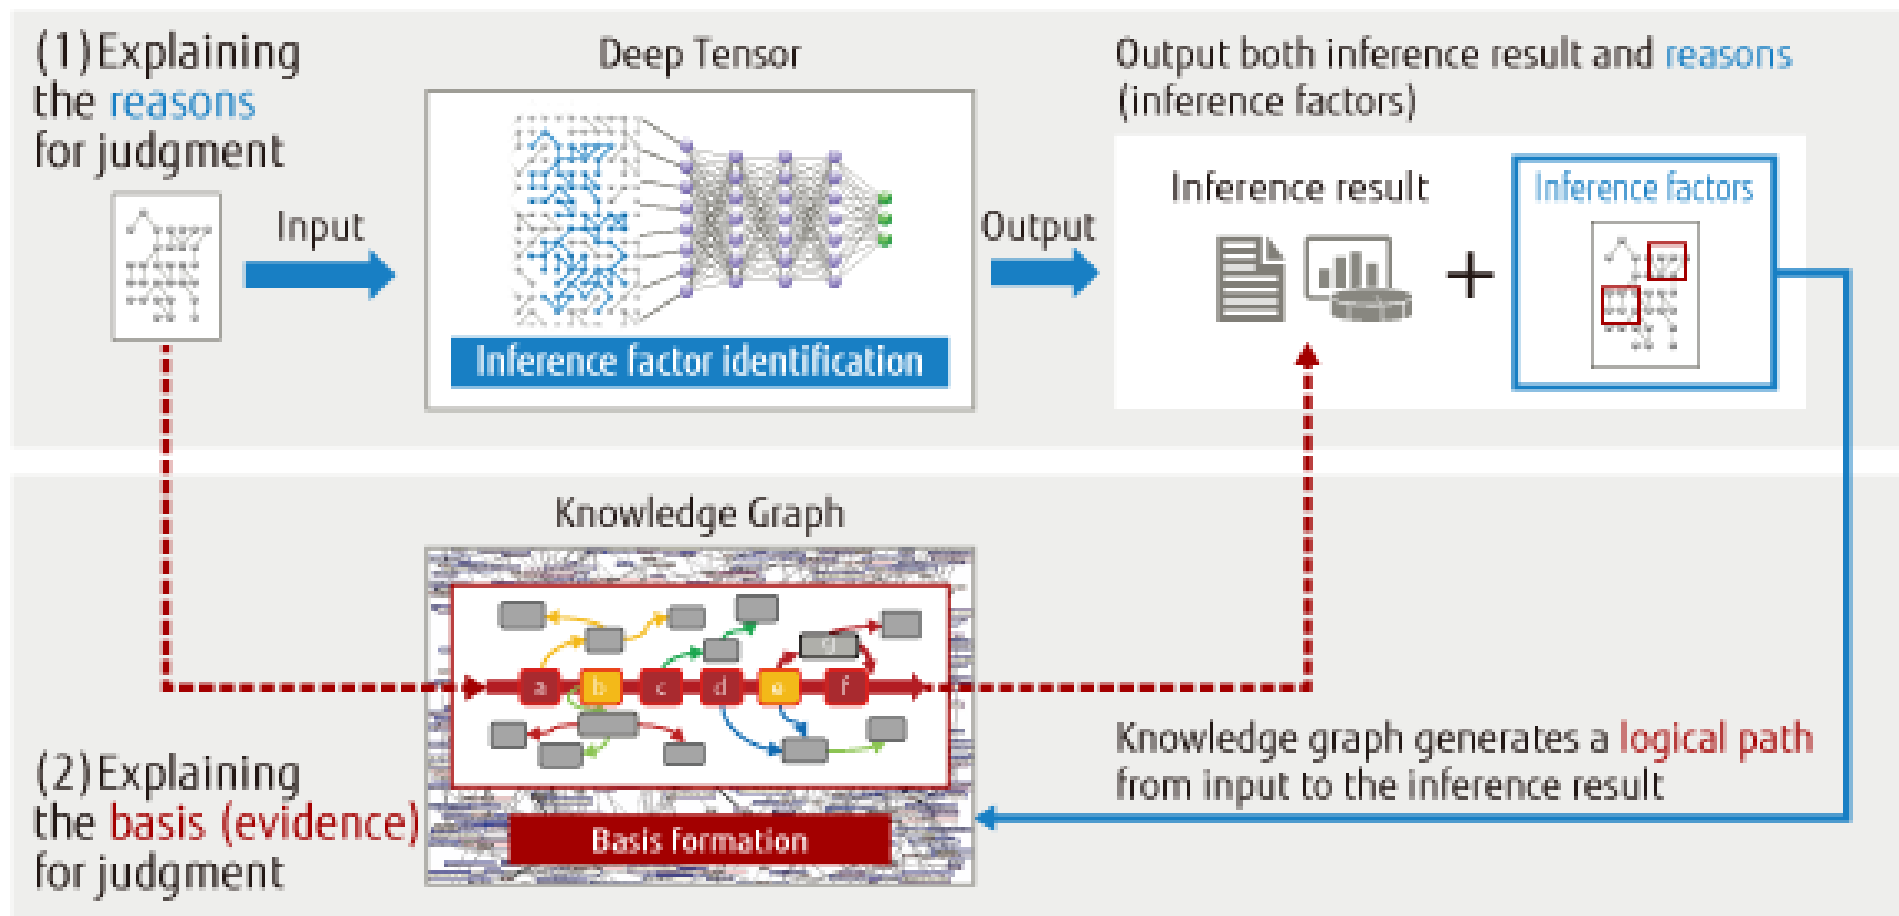 (1)Explaining
the reasons
for judgment
Deep Tensor
Output both inference result and reasons
(inference factors)
Input
Output
Inference result
Inference factors
+
Inference factor identification
Knowledge Graph
a b c d e f
(2)Explaining
the basis (evidence)
for judgment
Basis formation
Knowledge graph generates a logical path
from input to the inference result